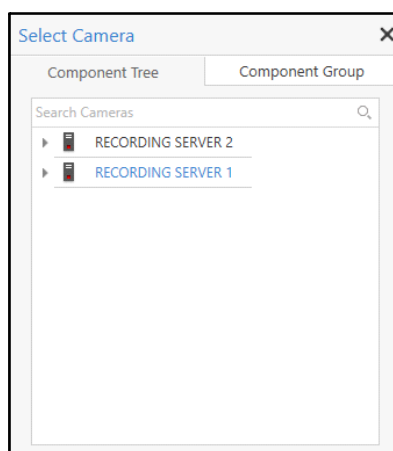 Select Camera
Component Tree
Component Group
Search Cameras
RECORDING SERVER 2
RECORDING SERVER 1